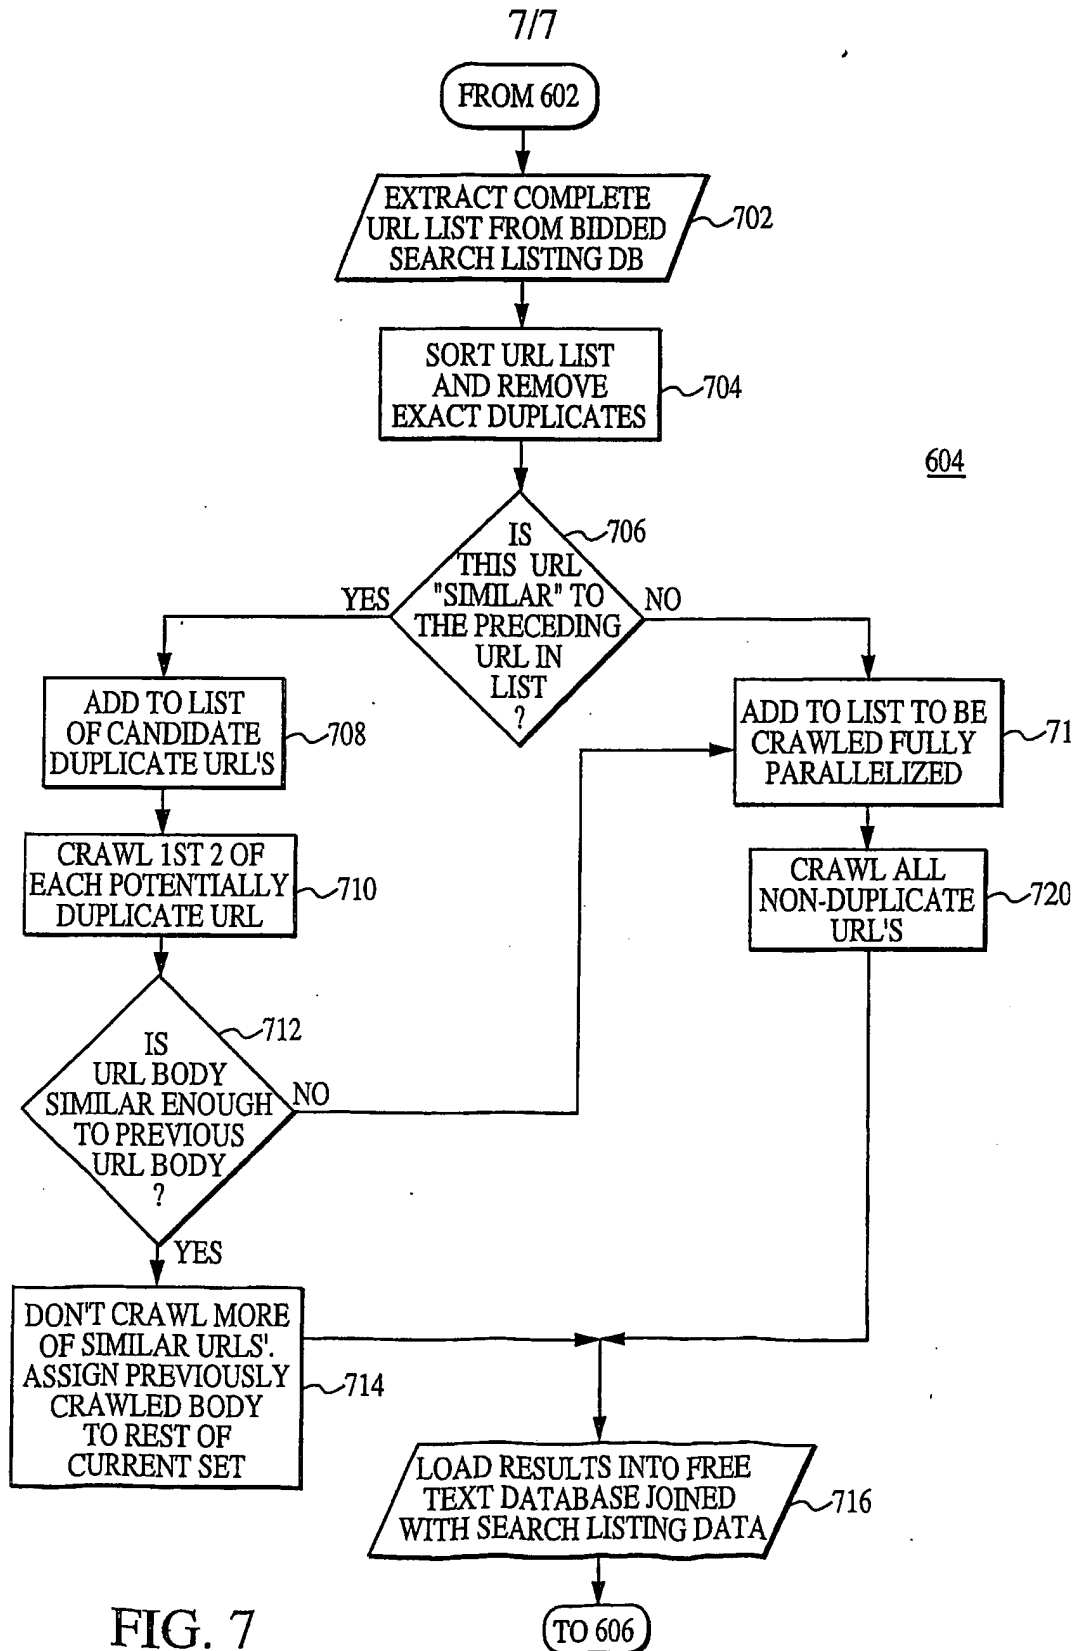 7/7
FROM 602
EXTRACT COMPLETE
URL LIST FROM BIDDED
SEARCH LISTING DB
702
SORT URL LIST
AND REMOVE
EXACT DUPLICATES
704
604
IS
THIS URL
"SIMILAR" TO
THE PRECEDING
URL IN
LIST
?
706
YES
NO
ADD TO LIST
OF CANDIDATE
DUPLICATE URL'S
708
ADD TO LIST TO BE
CRAWLED FULLY
PARALLELIZED
71
CRAWL 1ST 2 OF
EACH POTENTIALLY
DUPLICATE URL
710
CRAWL ALL
NON-DUPLICATE
URL'S
720
IS
URL BODY
SIMILAR ENOUGH
TO PREVIOUS
URL BODY
?
712
NO
YES
DON'T CRAWL MORE
OF SIMILAR URLS'.
ASSIGN PREVIOUSLY
CRAWLED BODY
TO REST OF
CURRENT SET
714
LOAD RESULTS INTO FREE
TEXT DATABASE JOINED
WITH SEARCH LISTING DATA
716
TO 606
FIG. 7